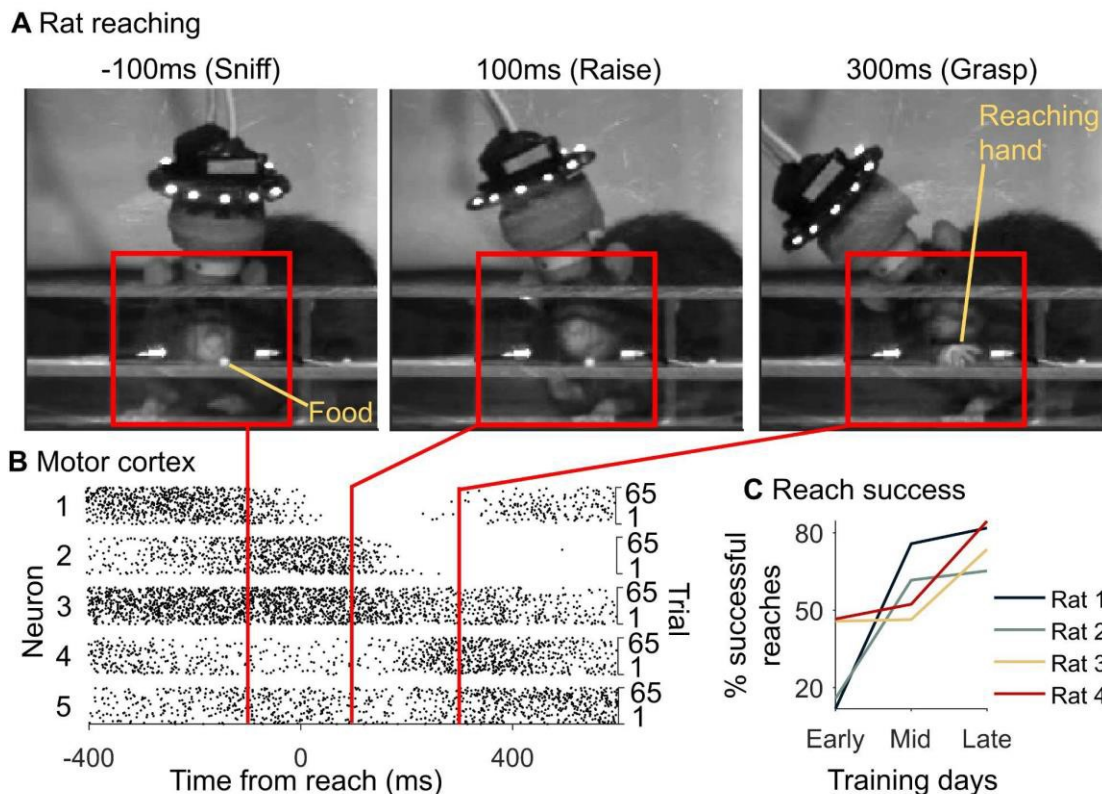 A Rat reaching
-100ms (Sniff)
100ms (Raise)
300ms (Grasp)
Reaching
hand
Food
B Motor cortex
Neuron
1
2
3
4
5
65
1
65
1
65
1
65
1
65
1
Trial
-400
0
400
Time from reach (ms)
C Reach success
% successful
reaches
80
50
20
Early
Mid
Late
Training days
Rat 1
Rat 2
Rat 3
Rat 4